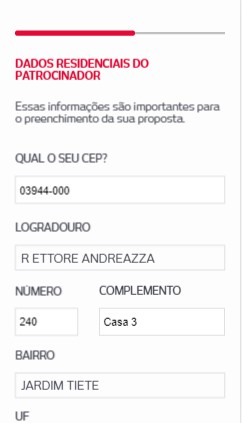 DADOS RESIDENCIAIS DO
PATROCINADOR
Essas informações são importantes para
o preenchimento da sua proposta.
QUAL O SEU CEP?
03944-000
LOGRADOURO
R ETTORE ANDREAZZA
NÚMERO COMPLEMENTO
240 Casa 3
BAIRRO
JARDIM TIETE
UF